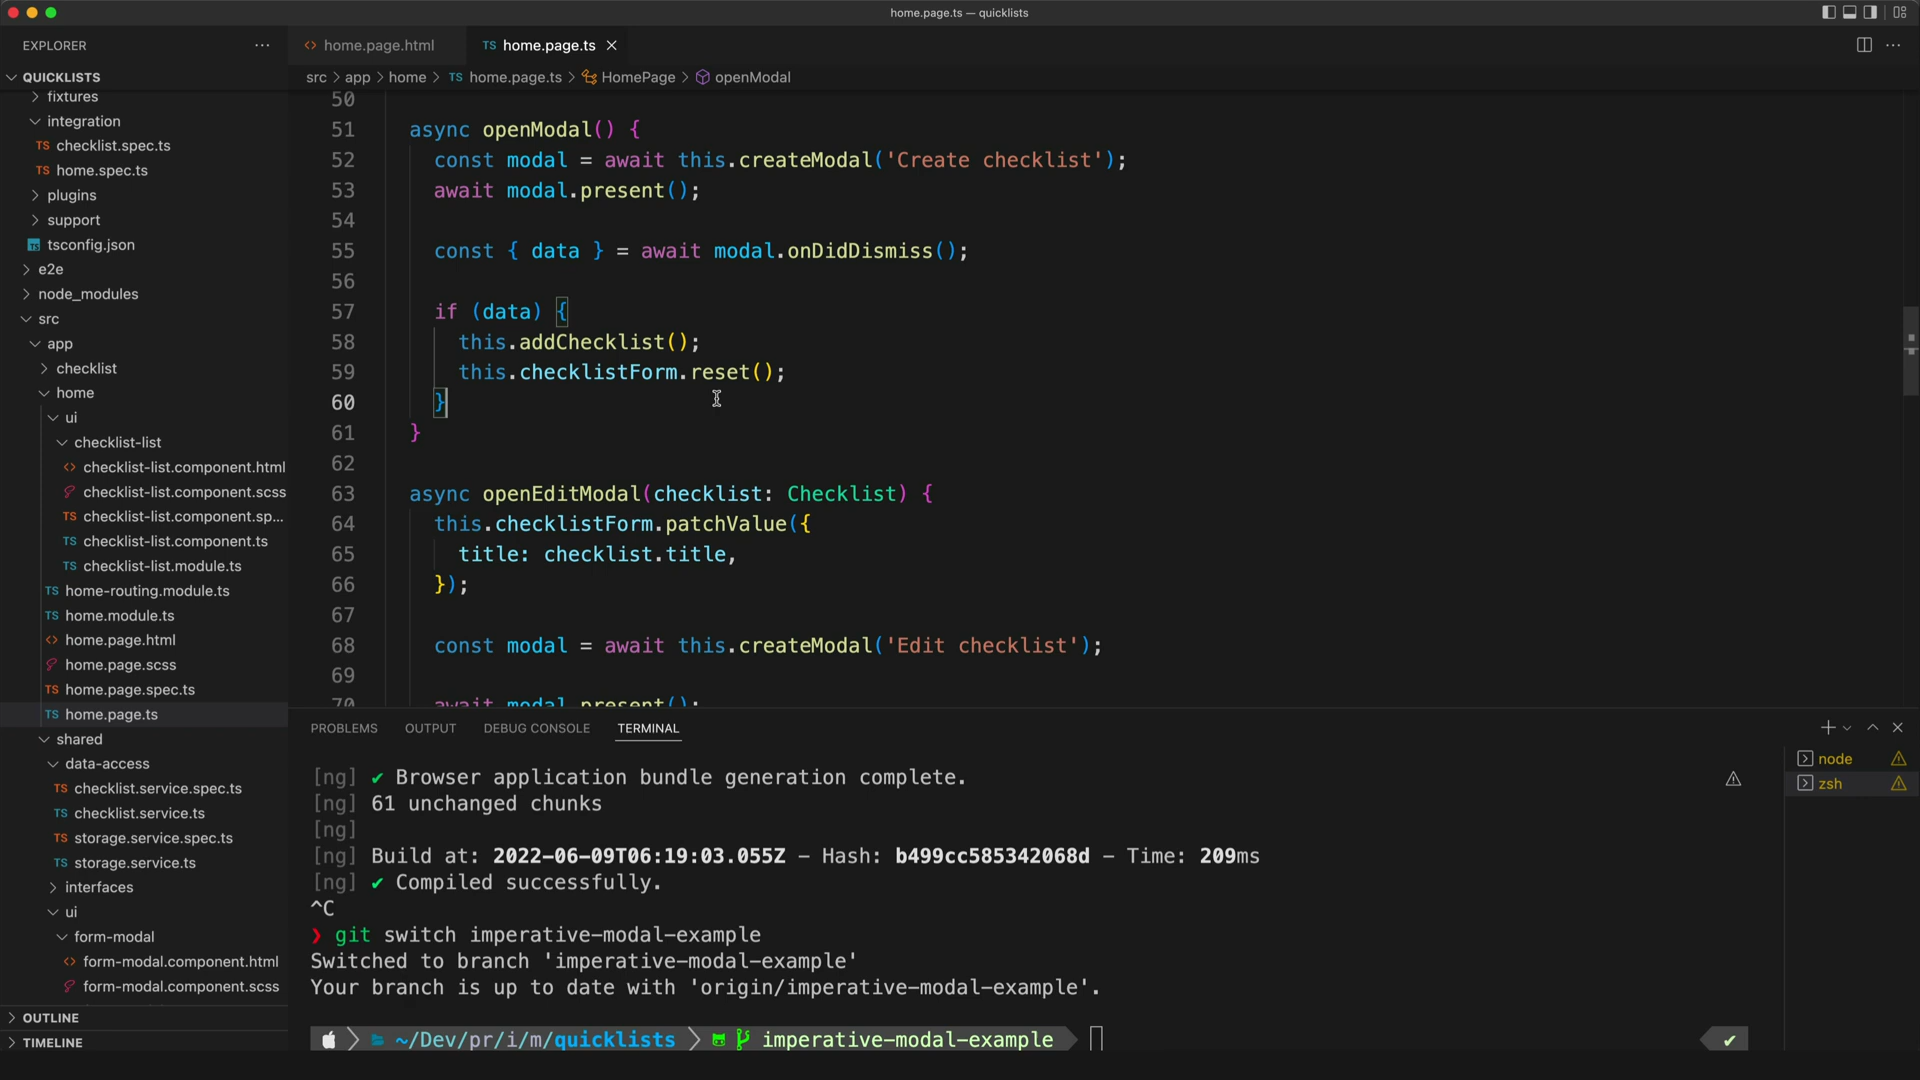 home.page.ts — quicklists
EXPLORER
QUICKLISTS
fixtures
integration
TS checklist.spec.ts
TS home.spec.ts
plugins
support
TS tsconfig.json
e2e
node_modules
src
app
checklist
home
ui
checklist-list
<> checklist-list.component.html
checklist-list.component.scss
TS checklist-list.component.sp...
TS checklist-list.component.ts
TS checklist-list.module.ts
TS home-routing.module.ts
TS home.module.ts
<> home.page.html
home.page.scss
TS home.page.spec.ts
TS home.page.ts
shared
data-access
TS checklist.service.spec.ts
TS checklist.service.ts
TS storage.service.spec.ts
TS storage.service.ts
interfaces
ui
form-modal
<> form-modal.component.html
form-modal.component.scss
OUTLINE
TIMELINE
<> home.page.html
TS home.page.ts
src > app > home > TS home.page.ts > HomePage > openModal
50
51 async openModal() {
52 const modal = await this.createModal('Create checklist');
53 await modal.present();
54
55 const { data } = await modal.onDidDismiss();
56
57 if (data) {
58 this.addChecklist();
59 this.checklistForm.reset();
60 }
61 }
62
63 async openEditModal(checklist: Checklist) {
64 this.checklistForm.patchValue({
65 title: checklist.title,
66 });
67
68 const modal = await this.createModal('Edit checklist');
69
70 await modal.present();
PROBLEMS OUTPUT DEBUG CONSOLE TERMINAL
[ng] ✔ Browser application bundle generation complete.
[ng] 61 unchanged chunks
[ng]
[ng] Build at: 2022-06-09T06:19:03.055Z - Hash: b499cc585342068d - Time: 209ms
[ng] ✔ Compiled successfully.
^C
❯ git switch imperative-modal-example
Switched to branch 'imperative-modal-example'
Your branch is up to date with 'origin/imperative-modal-example'.
~/Dev/pr/i/m/quicklists imperative-modal-example ✔
node
zsh